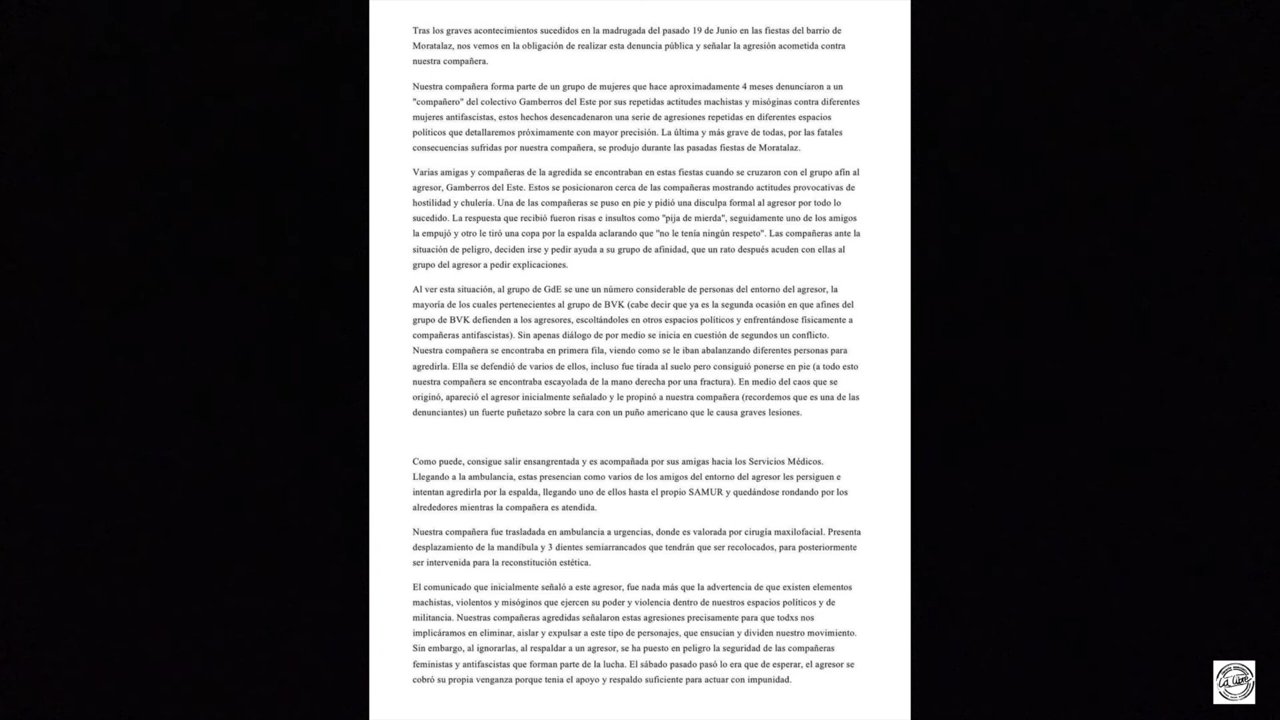 Tras los graves acontecimientos sucedidos en la madrugada del pasado 19 de Junio en las fiestas del barrio de
Moratalaz, nos vemos en la obligación de realizar esta denuncia pública y señalar la agresión acometida contra
nuestra compañera.
Nuestra compañera forma parte de un grupo de mujeres que hace aproximadamente 4 meses denunciaron a un
"compañero" del colectivo Gamberros del Este por sus repetidas actitudes machistas y misóginas contra diferentes
mujeres antifascistas, estos hechos desencadenaron una serie de agresiones repetidas en diferentes espacios
políticos que detallaremos próximamente con mayor precisión. La última y más grave de todas, por las fatales
consecuencias sufridas por nuestra compañera, se produjo durante las pasadas fiestas de Moratalaz.
Varias amigas y compañeras de la agredida se encontraban en estas fiestas cuando se cruzaron con el grupo afín al
agresor, Gamberros del Este. Estos se posicionaron cerca de las compañeras mostrando actitudes provocativas de
hostilidad y chulería. Una de las compañeras se puso en pie y pidió una disculpa formal al agresor por todo lo
sucedido. La respuesta que recibió fueron risas e insultos como "pija de mierda", seguidamente uno de los amigos
la empujó y otro le tiró una copa por la espalda aclarando que "no le tenía ningún respeto". Las compañeras ante la
situación de peligro, deciden irse y pedir ayuda a su grupo de afinidad, que un rato después acuden con ellas al
grupo del agresor a pedir explicaciones.
Al ver esta situación, al grupo de GdE se une un número considerable de personas del entorno del agresor, la
mayoría de los cuales pertenecientes al grupo de BVK (cabe decir que ya es la segunda ocasión en que afines del
grupo de BVK defienden a los agresores, escoltándoles en otros espacios políticos y enfrentándose físicamente a
compañeras antifascistas). Sin apenas diálogo de por medio se inicia en cuestión de segundos un conflicto.
Nuestra compañera se encontraba en primera fila, viendo como se le iban abalanzando diferentes personas para
agredirla. Ella se defendió de varios de ellos, incluso fue tirada al suelo pero consiguió ponerse en pie (a todo esto
nuestra compañera se encontraba escayolada de la mano derecha por una fractura). En medio del caos que se
originó, apareció el agresor inicialmente señalado y le propinó a nuestra compañera (recordemos que es una de las
denunciantes) un fuerte puñetazo sobre la cara con un puño americano que le causa graves lesiones.
Como puede, consigue salir ensangrentada y es acompañada por sus amigas hacia los Servicios Médicos.
Llegando a la ambulancia, estas presencian como varios de los amigos del entorno del agresor les persiguen e
intentan agredirla por la espalda, llegando uno de ellos hasta el propio SAMUR y quedándose rondando por los
alrededores mientras la compañera es atendida.
Nuestra compañera fue trasladada en ambulancia a urgencias, donde es valorada por cirugía maxilofacial. Presenta
desplazamiento de la mandíbula y 3 dientes semiarrancados que tendrán que ser recolocados, para posteriormente
ser intervenida para la reconstitución estética.
El comunicado que inicialmente señaló a este agresor, fue nada más que la advertencia de que existen elementos
machistas, violentos y misóginos que ejercen su poder y violencia dentro de nuestros espacios políticos y de
militancia. Nuestras compañeras agredidas señalaron estas agresiones precisamente para que todxs nos
implicáramos en eliminar, aislar y expulsar a este tipo de personajes, que ensucian y dividen nuestro movimiento.
Sin embargo, al ignorarlas, al respaldar a un agresor, se ha puesto en peligro la seguridad de las compañeras
feministas y antifascistas que forman parte de la lucha. El sábado pasado pasó lo era que de esperar, el agresor se
cobró su propia venganza porque tenia el apoyo y respaldo suficiente para actuar con impunidad.